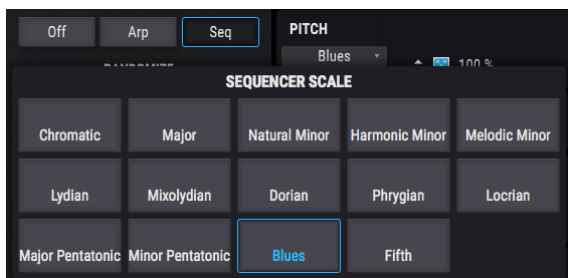 Off Arp Seq PITCH
Blues
RANDOMIZE 100 %
SEQUENCER SCALE
Chromatic Major Natural Minor Harmonic Minor Melodic Minor
Lydian Mixolydian Dorian Phrygian Locrian
Major Pentatonic Minor Pentatonic Blues Fifth